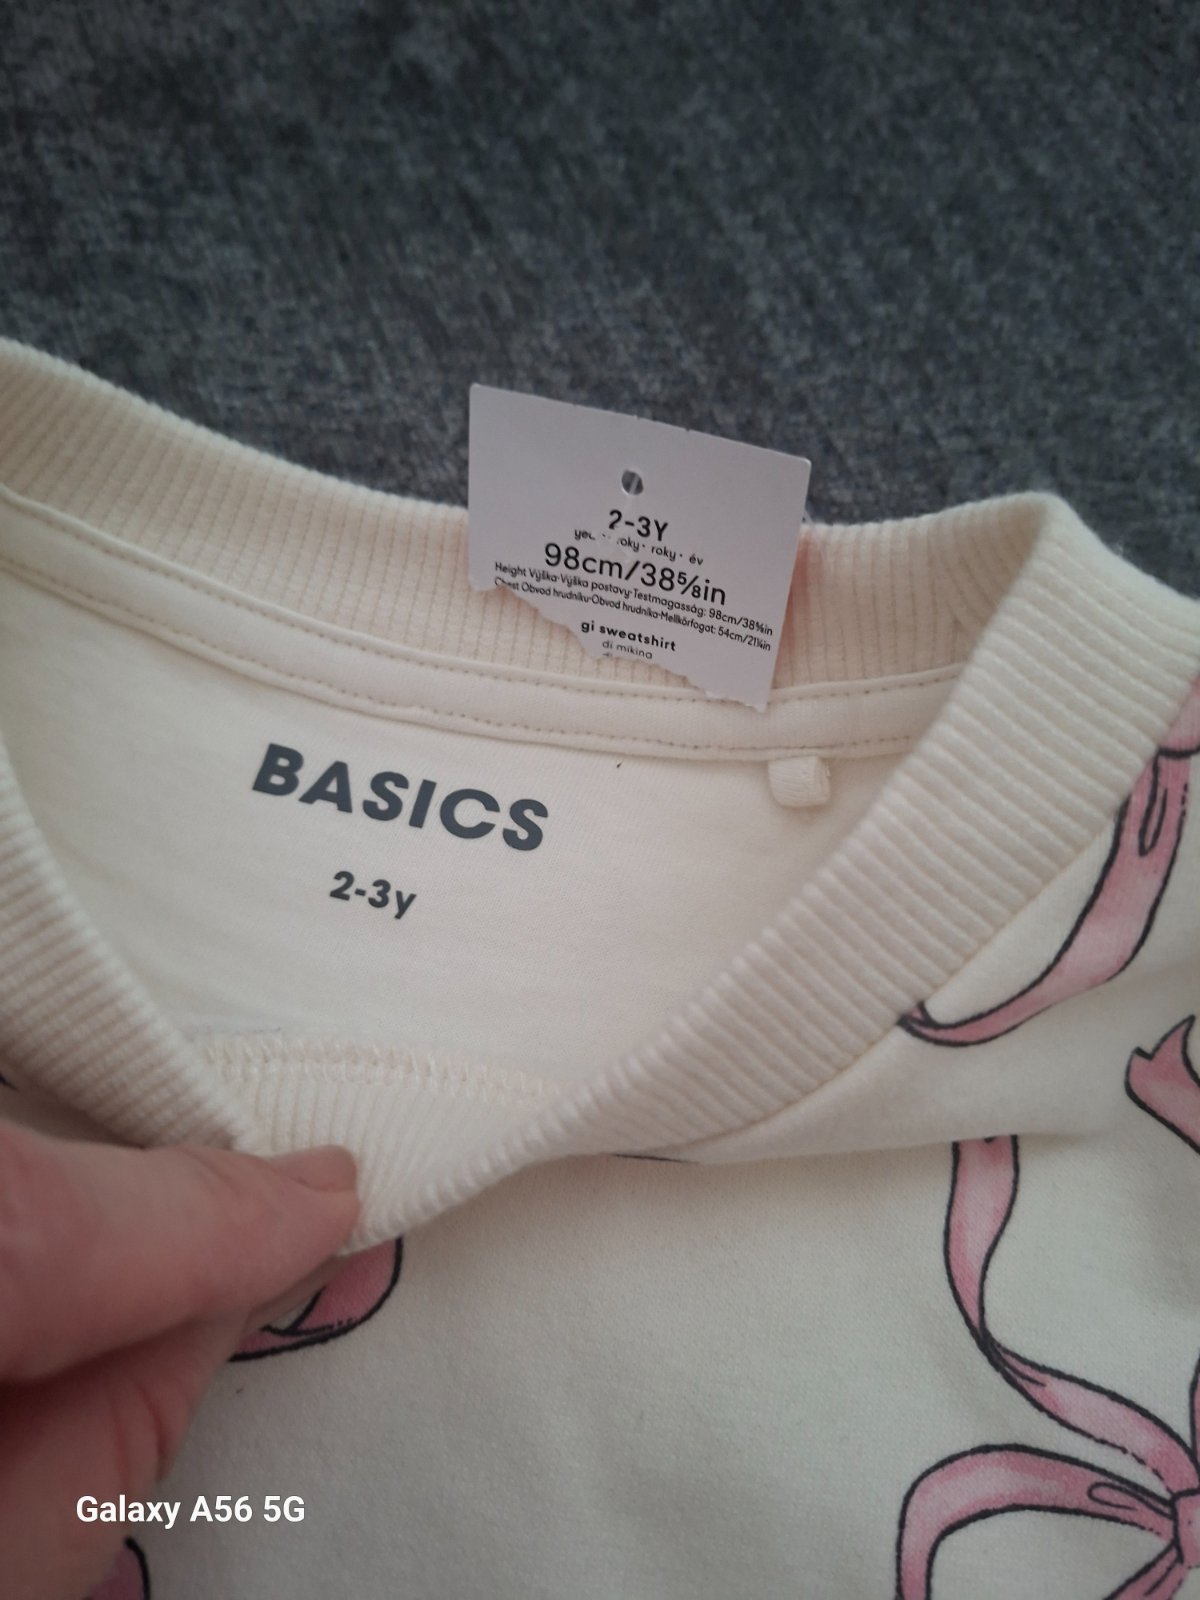 2-3Y
roky · roky · év
98cm/38⅝in
Height Výška·Výška postavy·Testmagasság: 98cm/38⅝in
Chest Obvod hrudníku·Obvod hrudníka·Mellkörfogat: 54cm/21¼in
gi sweatshirt
di mikina
BASICS
2-3y
Galaxy A56 5G